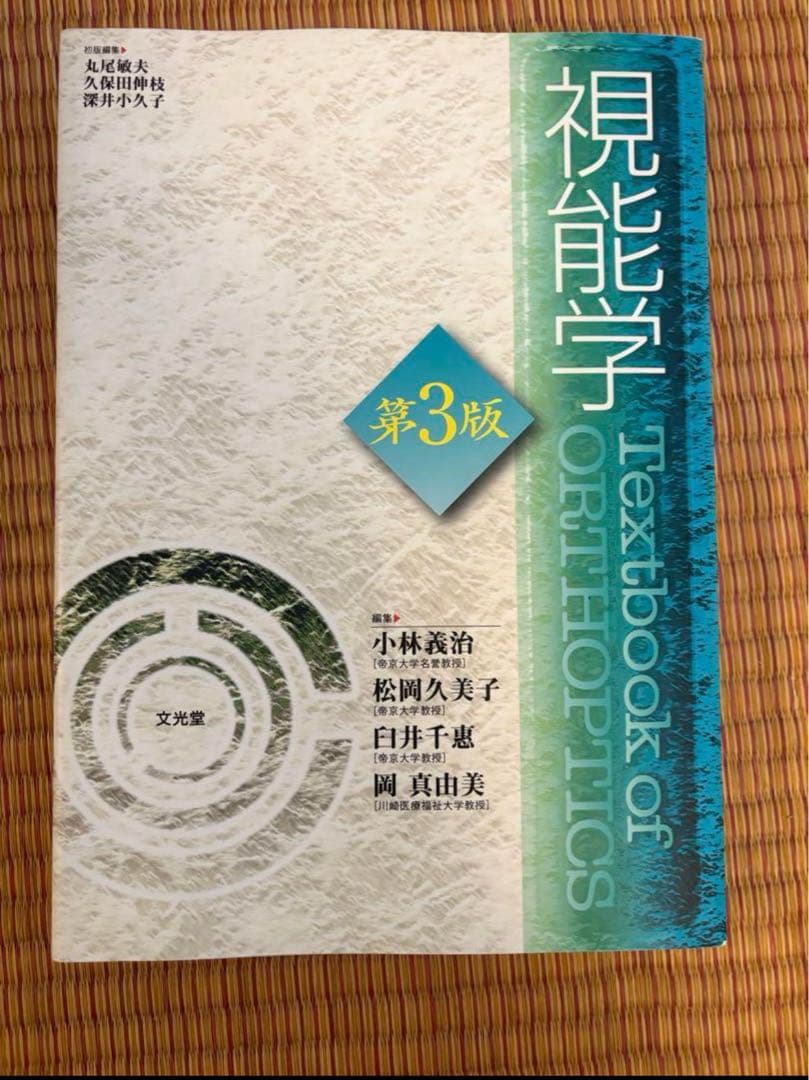 初版編集▶
丸尾敏夫
久保田伸枝
深井小久子
視能学
Textbook of
ORTHOPTICS
第3版
編集▶
小林義治
[帝京大学名誉教授]
松岡久美子
[帝京大学教授]
臼井千惠
[帝京大学教授]
岡 真由美
[川崎医療福祉大学教授]
文光堂